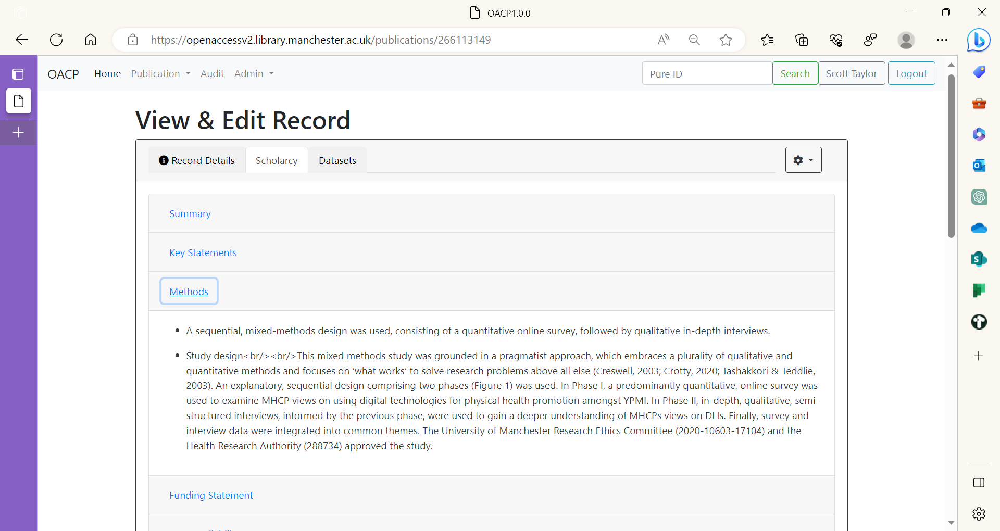 OACP1.0.0
https://openaccessv2.library.manchester.ac.uk/publications/266113149
OACP Home Publication Audit Admin Pure ID Search Scott Taylor Logout
View & Edit Record
Record Details Scholarcy Datasets
Summary
Key Statements
Methods
• A sequential, mixed-methods design was used, consisting of a quantitative online survey, followed by qualitative in-depth interviews.
• Study design<br/><br/>This mixed methods study was grounded in a pragmatist approach, which embraces a plurality of qualitative and
quantitative methods and focuses on ‘what works’ to solve research problems above all else (Creswell, 2003; Crotty, 2020; Tashakkori & Teddlie,
2003). An explanatory, sequential design comprising two phases (Figure 1) was used. In Phase I, a predominantly quantitative, online survey was
used to examine MHCP views on using digital technologies for physical health promotion amongst YPMI. In Phase II, in-depth, qualitative, semi-
structured interviews, informed by the previous phase, were used to gain a deeper understanding of MHCPs views on DLIs. Finally, survey and
interview data were integrated into common themes. The University of Manchester Research Ethics Committee (2020-10603-17104) and the
Health Research Authority (288734) approved the study.
Funding Statement